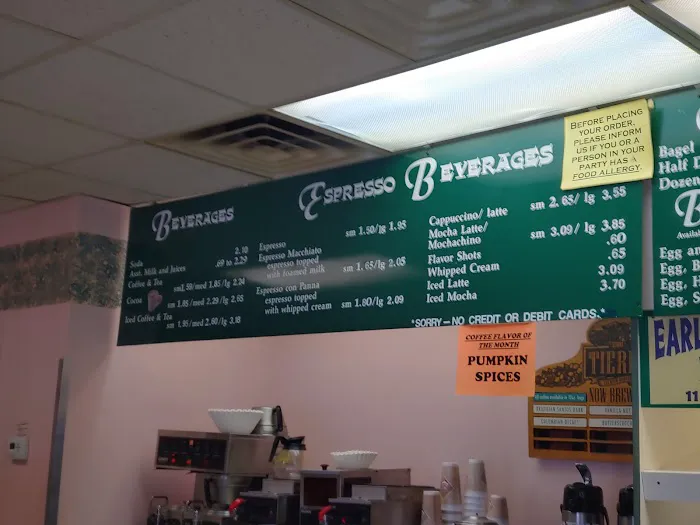 BEVERAGES
Soda 2.10
Asst. Milk and Juices .69 to 2.29
Coffee & Tea sm1.59/med 1.85/lg 2.24
Cocoa sm 1.85/med 2.29/lg 2.65
Iced Coffee & Tea sm 1.95/med 2.60/lg 3.18
ESPRESSO BEVERAGES
Espresso sm 1.50/lg 1.95
Espresso Macchiato
espresso topped
with foamed milk sm 1.65/lg 2.05
Espresso con Panna
espresso topped
with whipped cream sm 1.80/lg 2.09
Cappucino/ latte sm 2.65/ lg 3.55
Mocha Latte/
Mochachino sm 3.09/ lg 3.85
Flavor Shots .60
Whipped Cream .65
Iced Latte 3.09
Iced Mocha 3.70
*SORRY—NO CREDIT OR DEBIT CARDS.*
BEFORE PLACING
YOUR ORDER,
PLEASE INFORM
US IF YOU OR A
PERSON IN YOUR
PARTY HAS A
FOOD ALLERGY.
Bagel
Half
Dozen
Egg
Egg, B
Egg, H
Egg, S
COFFEE FLAVOR OF
THE MONTH
PUMPKIN
SPICES
NOW BREW
EARL
11